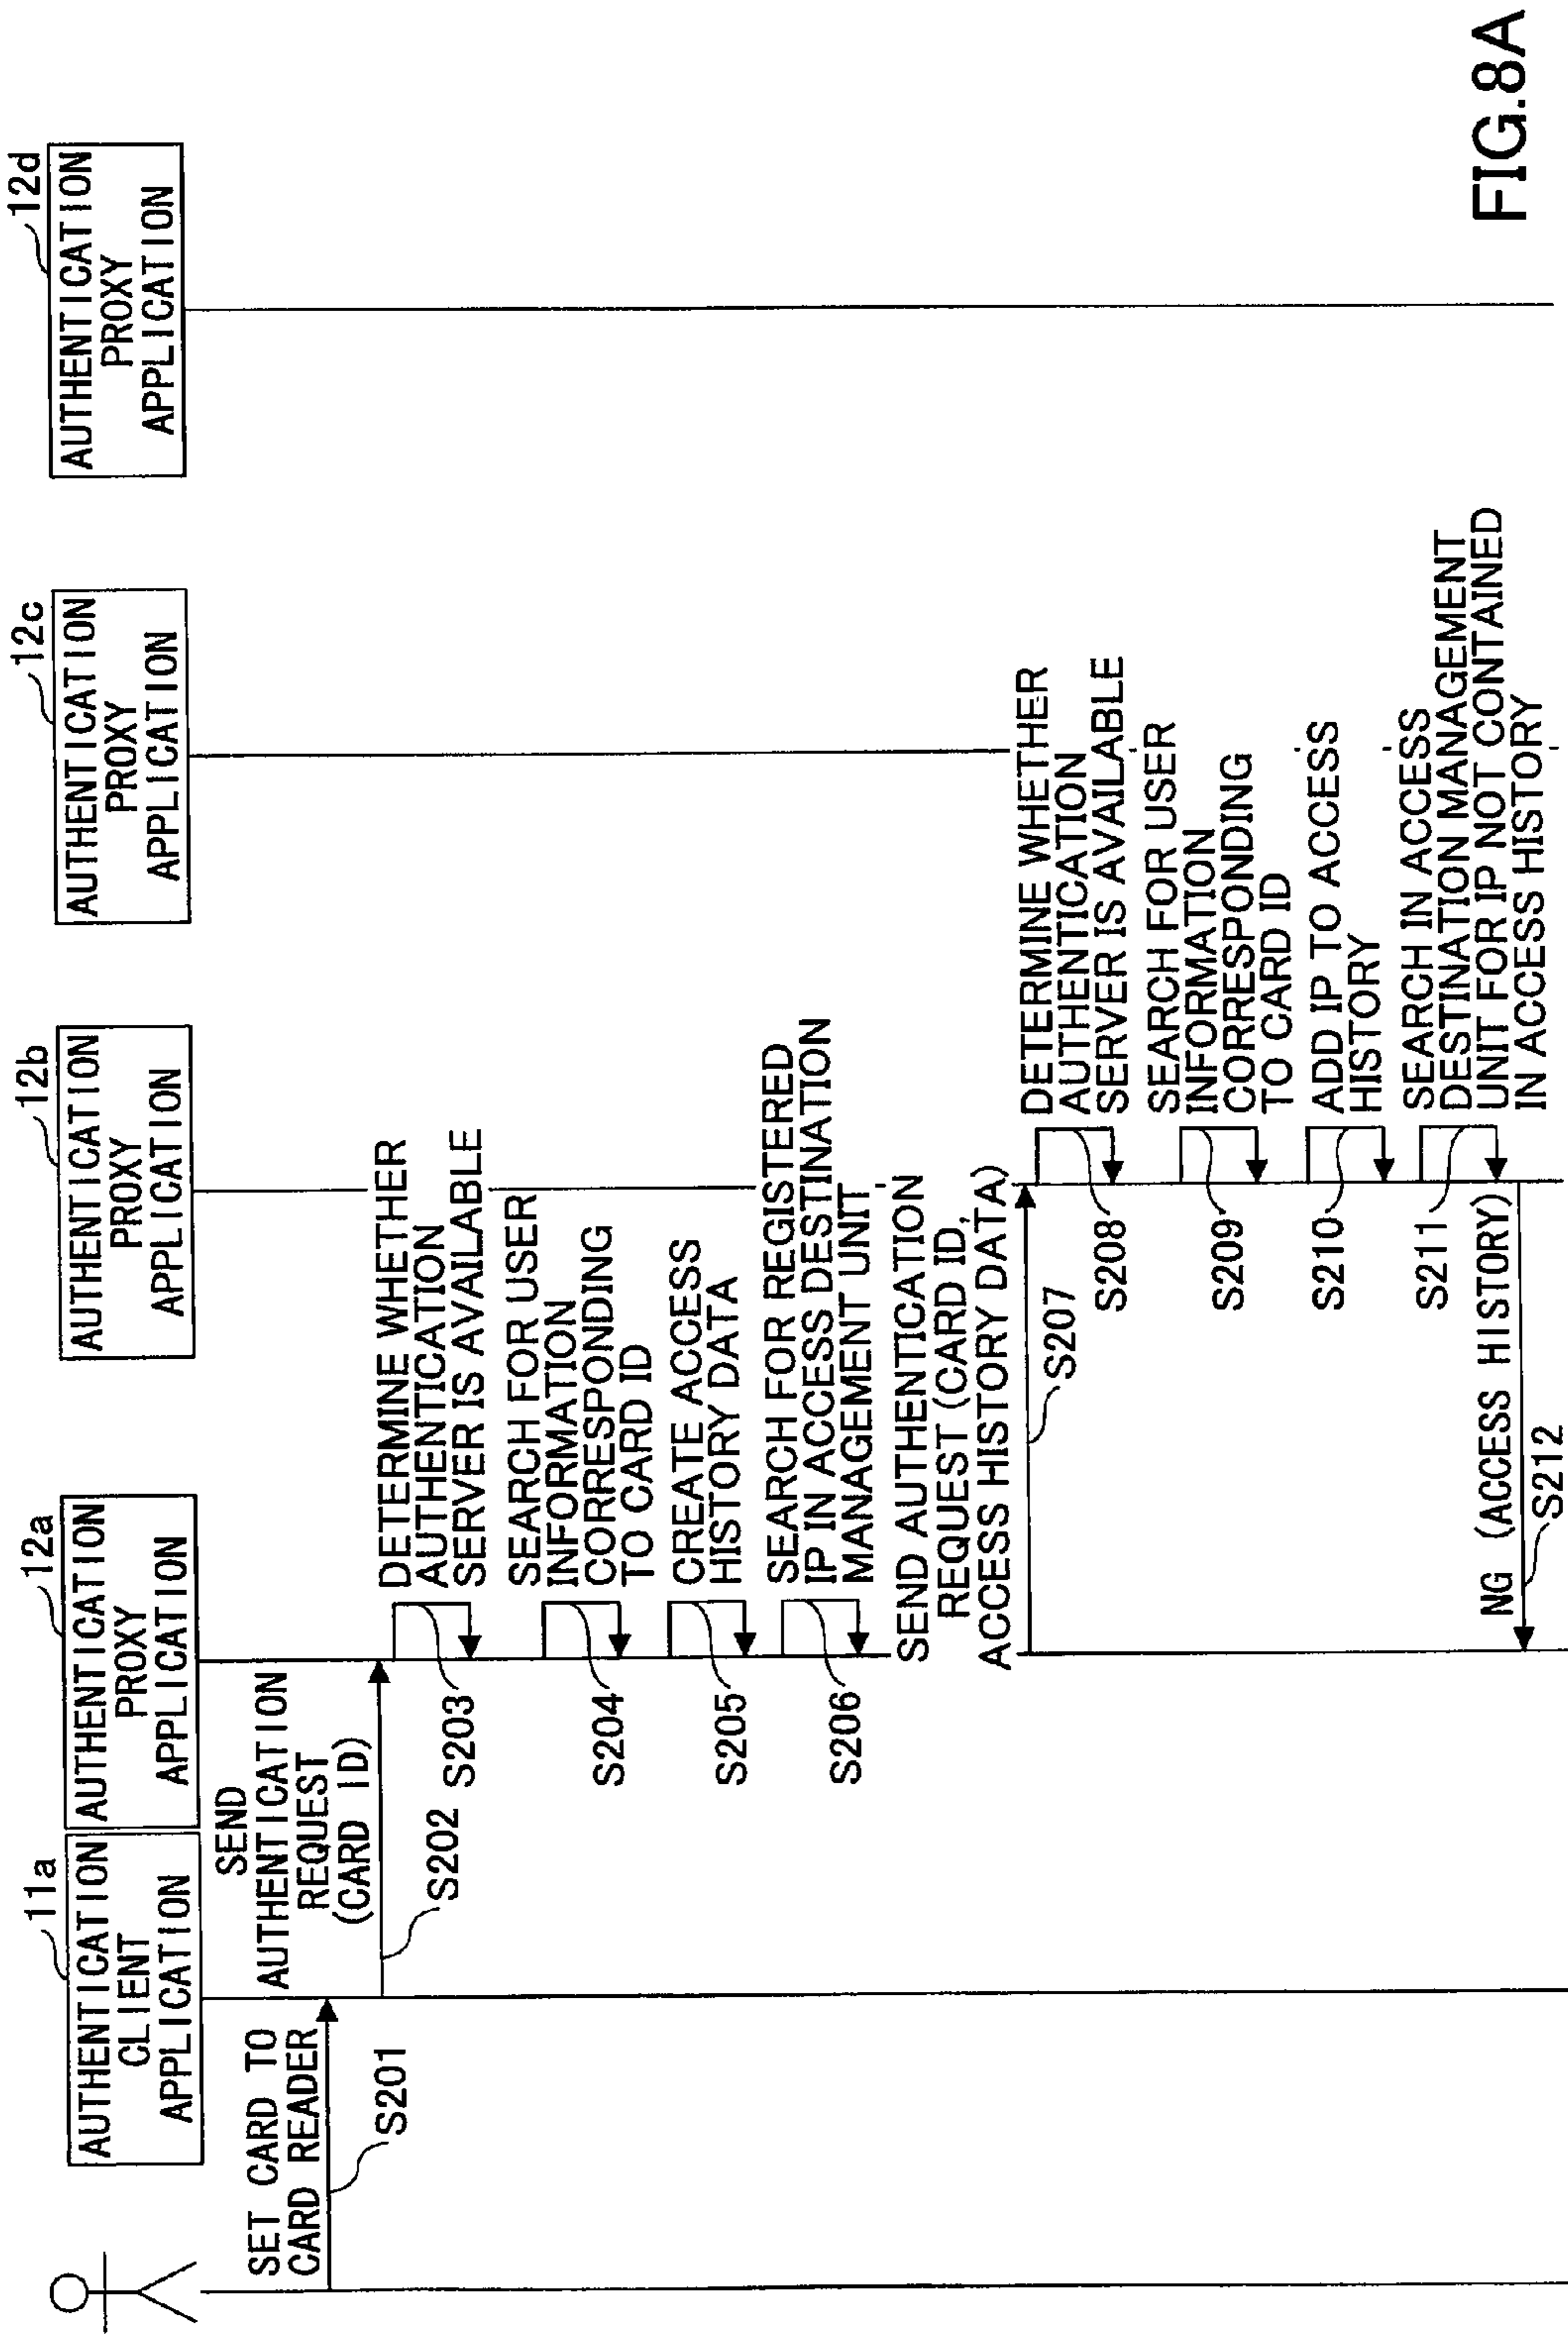 11a
AUTHENTICATION
CLIENT
APPLICATION
12a
AUTHENTICATION
PROXY
APPLICATION
12b
AUTHENTICATION
PROXY
APPLICATION
12c
AUTHENTICATION
PROXY
APPLICATION
12d
AUTHENTICATION
PROXY
APPLICATION
SET CARD TO
CARD READER
S201
SEND
AUTHENTICATION
REQUEST
(CARD ID)
S202
DETERMINE WHETHER
AUTHENTICATION
SERVER IS AVAILABLE
S203
SEARCH FOR USER
INFORMATION
CORRESPONDING
TO CARD ID
S204
CREATE ACCESS
HISTORY DATA
S205
SEARCH FOR REGISTERED
IP IN ACCESS DESTINATION
MANAGEMENT UNIT
S206
SEND AUTHENTICATION
REQUEST (CARD ID,
ACCESS HISTORY DATA)
S207
DETERMINE WHETHER
AUTHENTICATION
SERVER IS AVAILABLE
S208
SEARCH FOR USER
INFORMATION
CORRESPONDING
TO CARD ID
S209
ADD IP TO ACCESS
HISTORY
S210
SEARCH IN ACCESS
DESTINATION MANAGEMENT
UNIT FOR IP NOT CONTAINED
IN ACCESS HISTORY
S211
NG (ACCESS HISTORY)
S212
FIG.8A